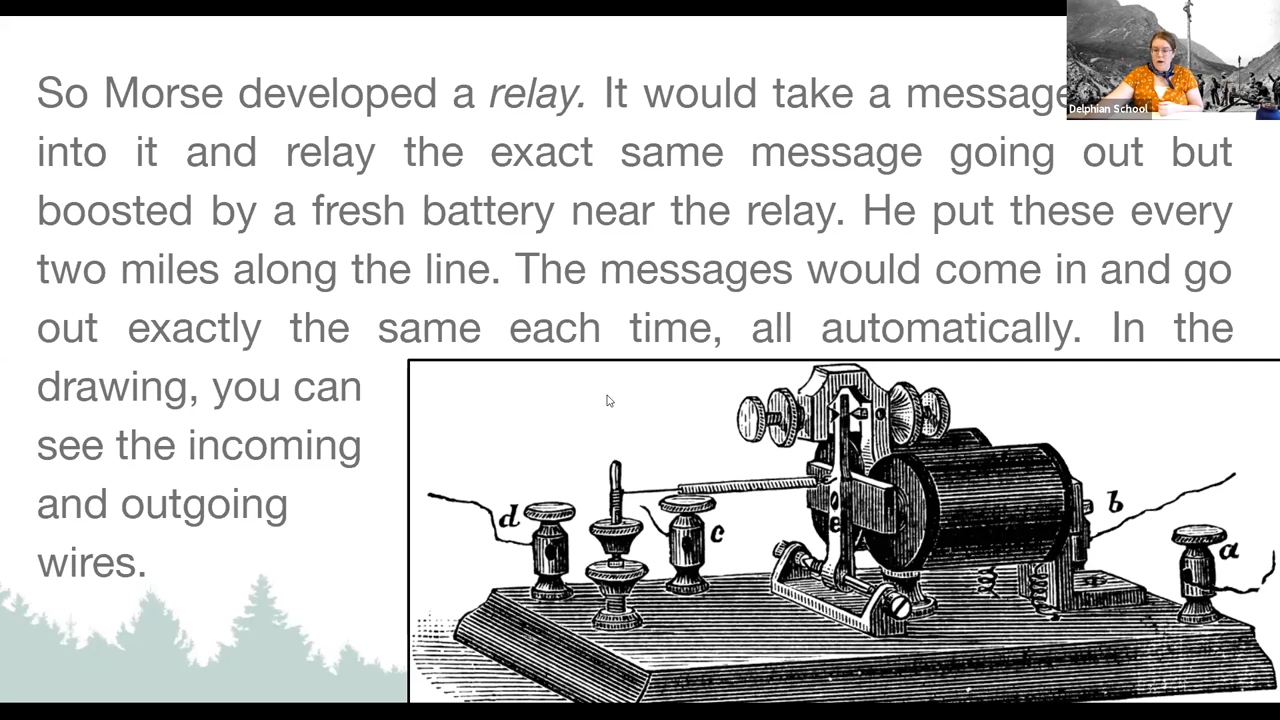 So Morse developed a relay. It would take a message
into it and relay the exact same message going out but
boosted by a fresh battery near the relay. He put these every
two miles along the line. The messages would come in and go
out exactly the same each time, all automatically. In the
drawing, you can
see the incoming
and outgoing
wires.
Delphian School
d
c
e
b
a